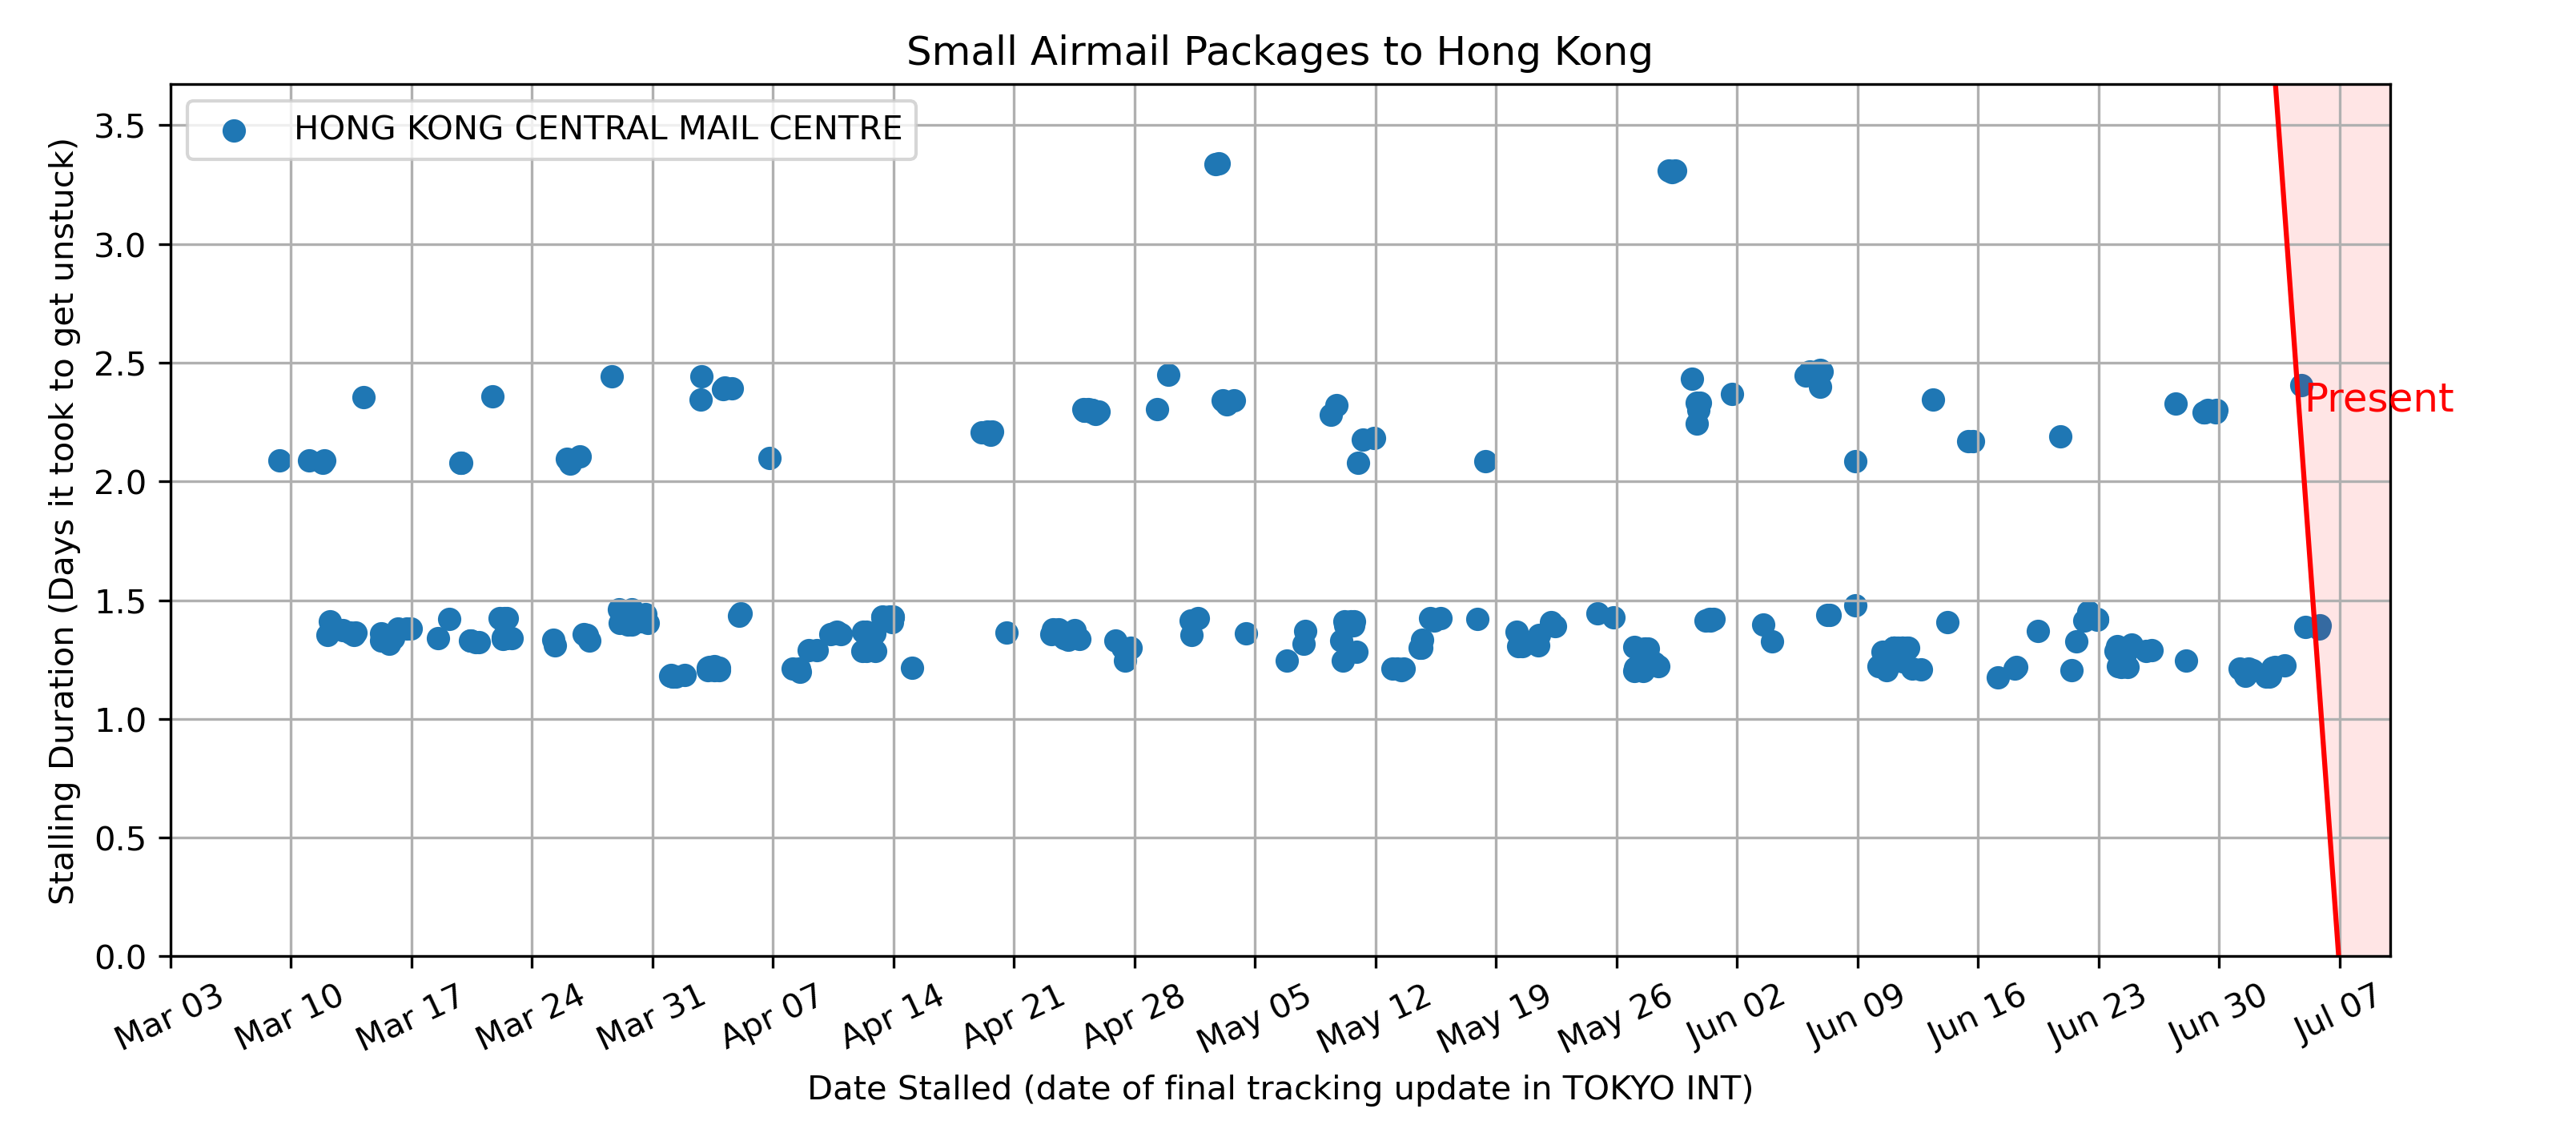 Small Airmail Packages to Hong Kong
HONG KONG CENTRAL MAIL CENTRE
Stalling Duration (Days it took to get unstuck)
3.5
3.0
2.5
2.0
1.5
1.0
0.5
0.0
Present
Mar 03
Mar 10
Mar 17
Mar 24
Mar 31
Apr 07
Apr 14
Apr 21
Apr 28
May 05
May 12
May 19
May 26
Jun 02
Jun 09
Jun 16
Jun 23
Jun 30
Jul 07
Date Stalled (date of final tracking update in TOKYO INT)